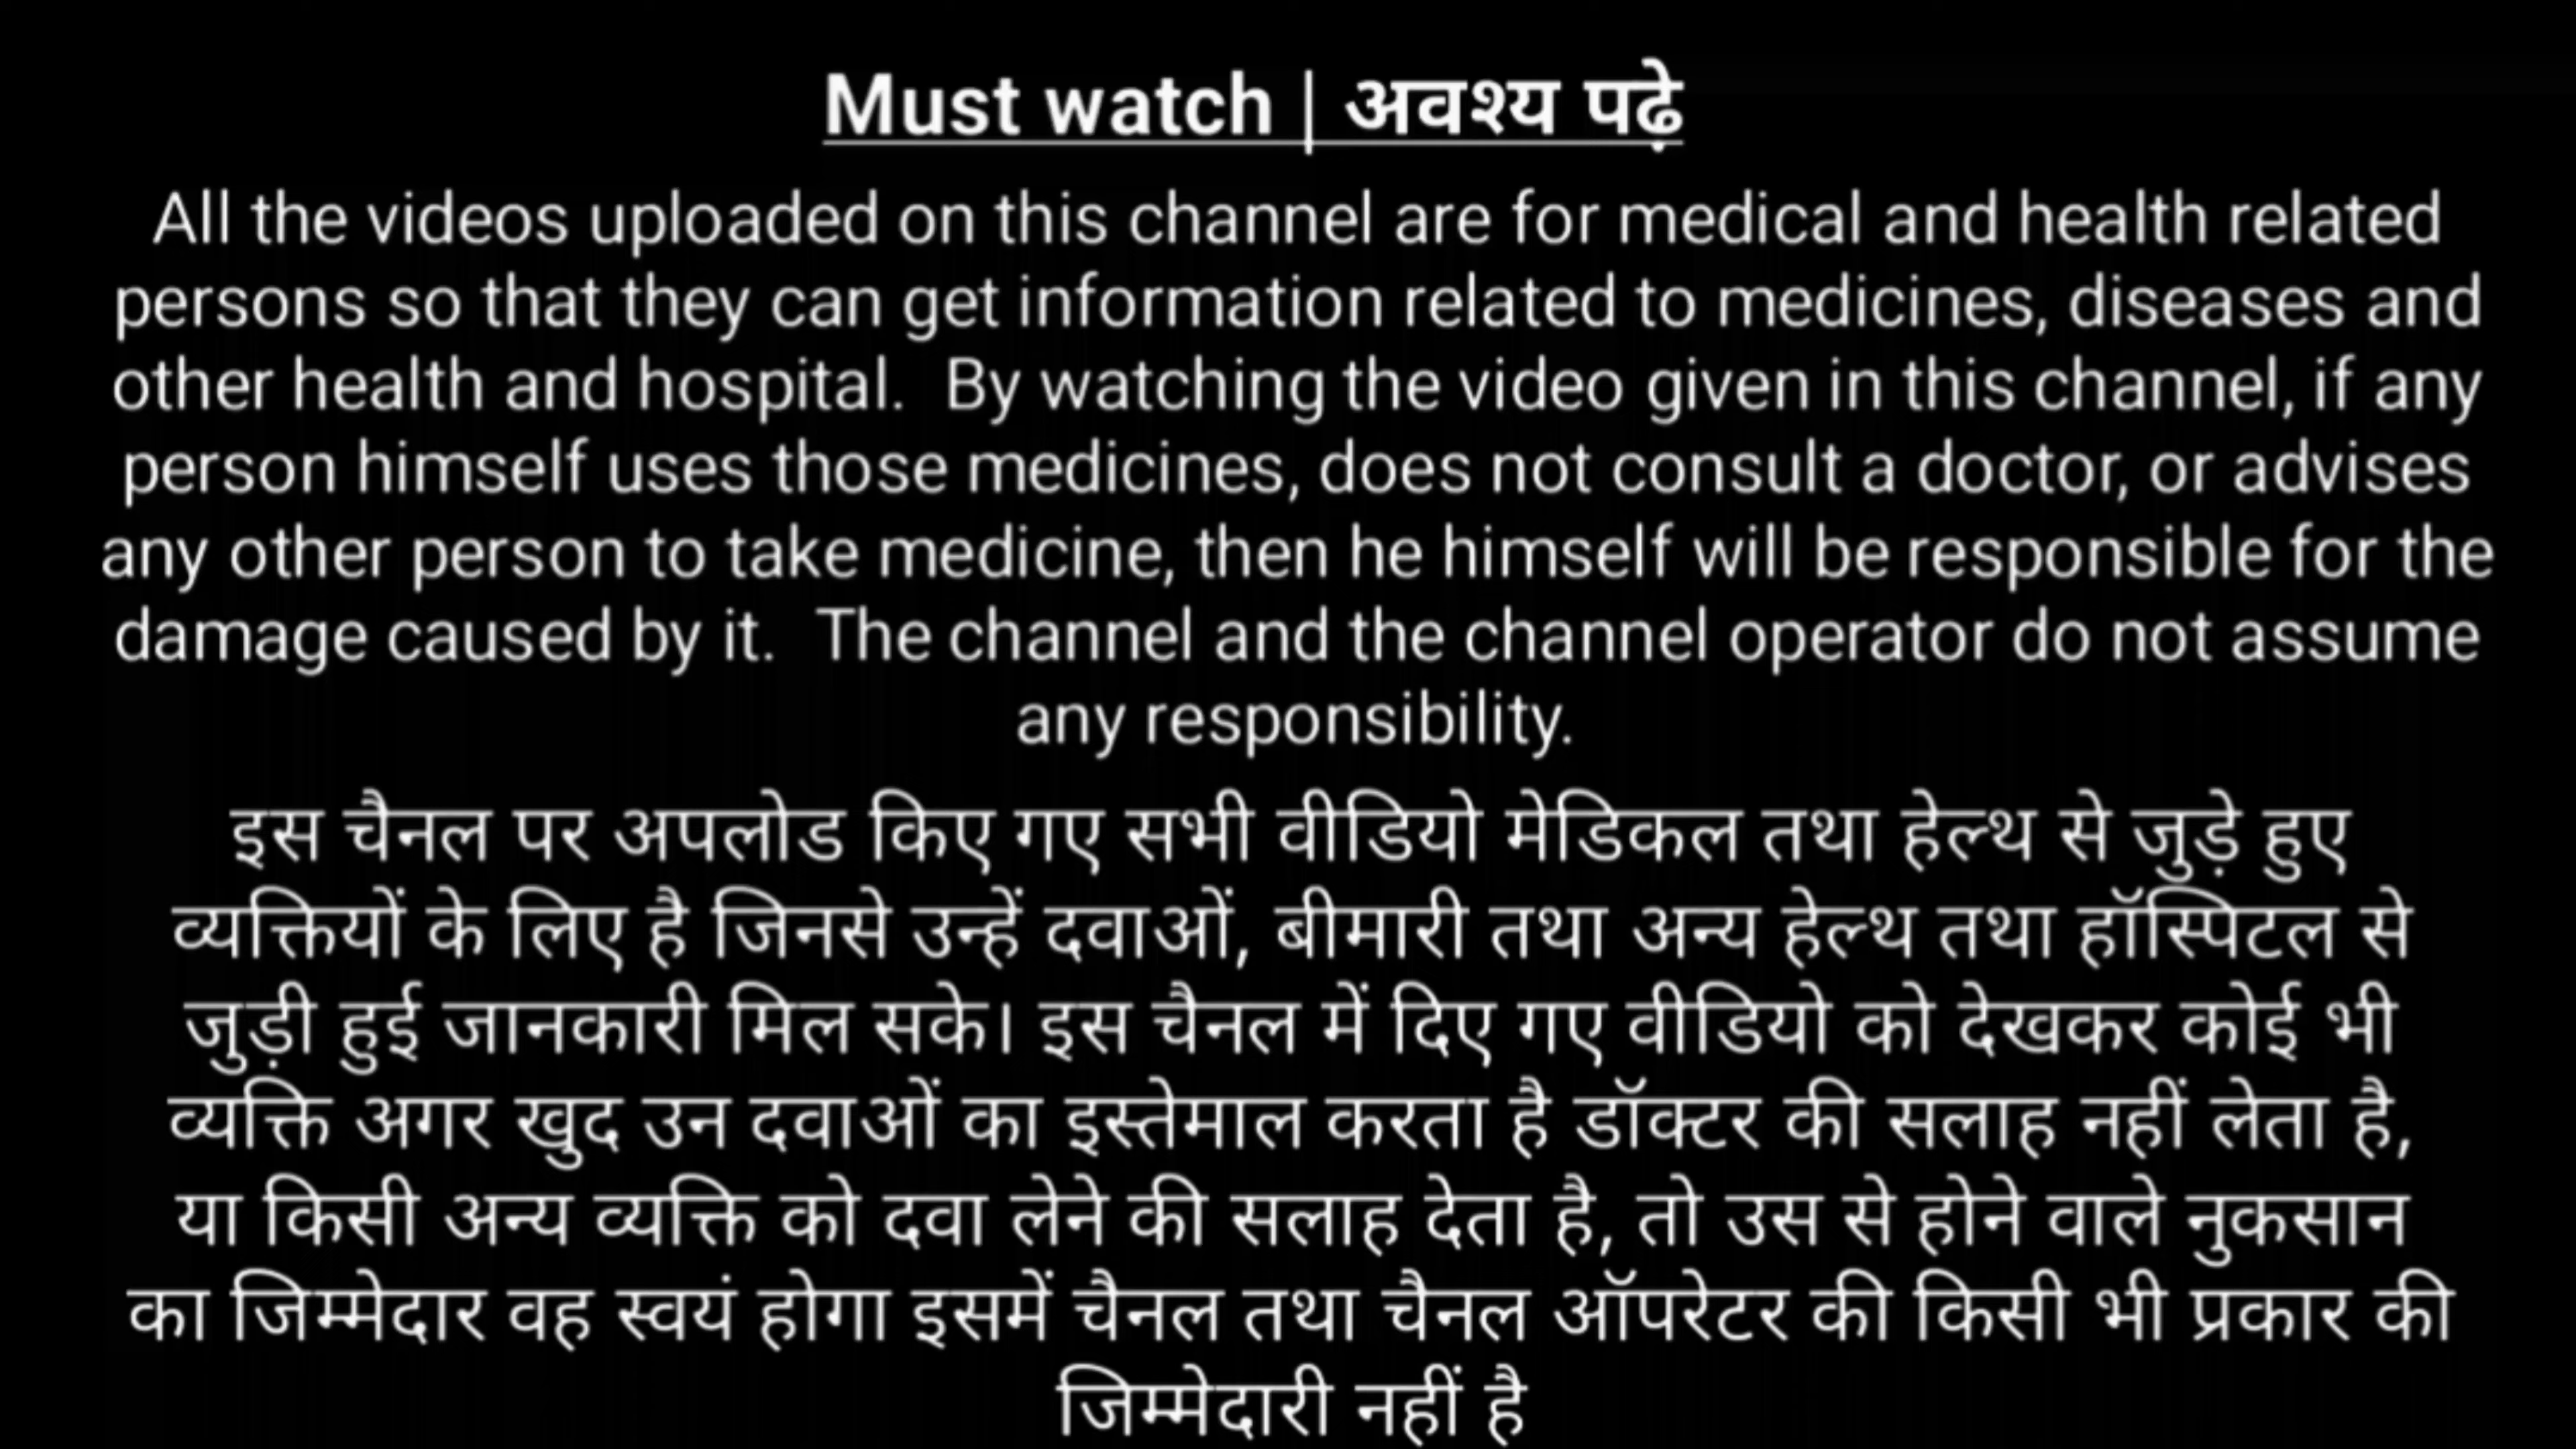 Must watch | अवश्य पढ़े
All the videos uploaded on this channel are for medical and health related
persons so that they can get information related to medicines, diseases and
other health and hospital.  By watching the video given in this channel, if any
person himself uses those medicines, does not consult a doctor, or advises
any other person to take medicine, then he himself will be responsible for the
damage caused by it.  The channel and the channel operator do not assume
any responsibility.
इस चैनल पर अपलोड किए गए सभी वीडियो मेडिकल तथा हेल्थ से जुड़े हुए
व्यक्तियों के लिए है जिनसे उन्हें दवाओं, बीमारी तथा अन्य हेल्थ तथा हॉस्पिटल से
जुड़ी हुई जानकारी मिल सके। इस चैनल में दिए गए वीडियो को देखकर कोई भी
व्यक्ति अगर खुद उन दवाओं का इस्तेमाल करता है डॉक्टर की सलाह नहीं लेता है,
या किसी अन्य व्यक्ति को दवा लेने की सलाह देता है, तो उस से होने वाले नुकसान
का जिम्मेदार वह स्वयं होगा इसमें चैनल तथा चैनल ऑपरेटर की किसी भी प्रकार की
जिम्मेदारी नहीं है